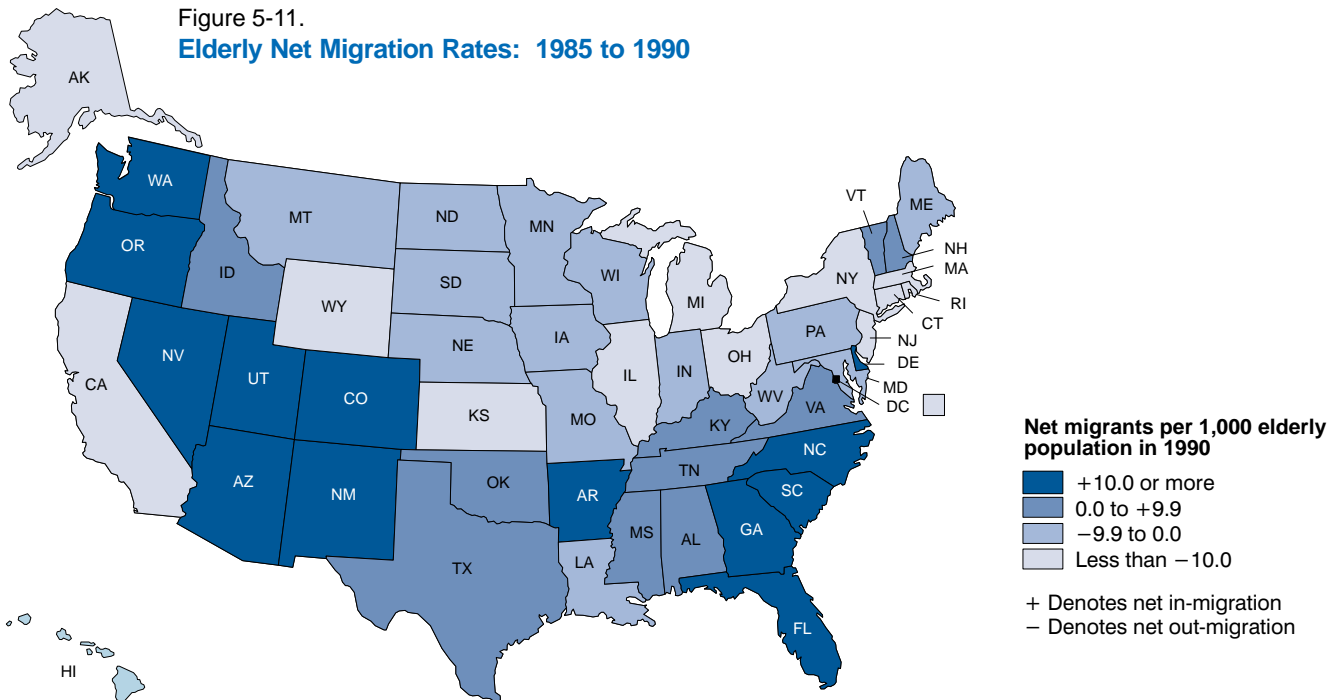 Figure 5-11.
Elderly Net Migration Rates: 1985 to 1990
AK
WA
MT
ND
MN
VT
ME
OR
ID
WI
NH
NY
MA
SD
WY
MI
RI
CT
IA
PA
NJ
NE
NV
OH
DE
UT
IL
IN
CA
CO
MD
WV
DC
KS
MO
VA
KY
NC
TN
AZ
OK
NM
AR
SC
MS
AL
GA
TX
LA
FL
HI
Net migrants per 1,000 elderly
population in 1990
+10.0 or more
0.0 to +9.9
−9.9 to 0.0
Less than −10.0
+ Denotes net in-migration
− Denotes net out-migration